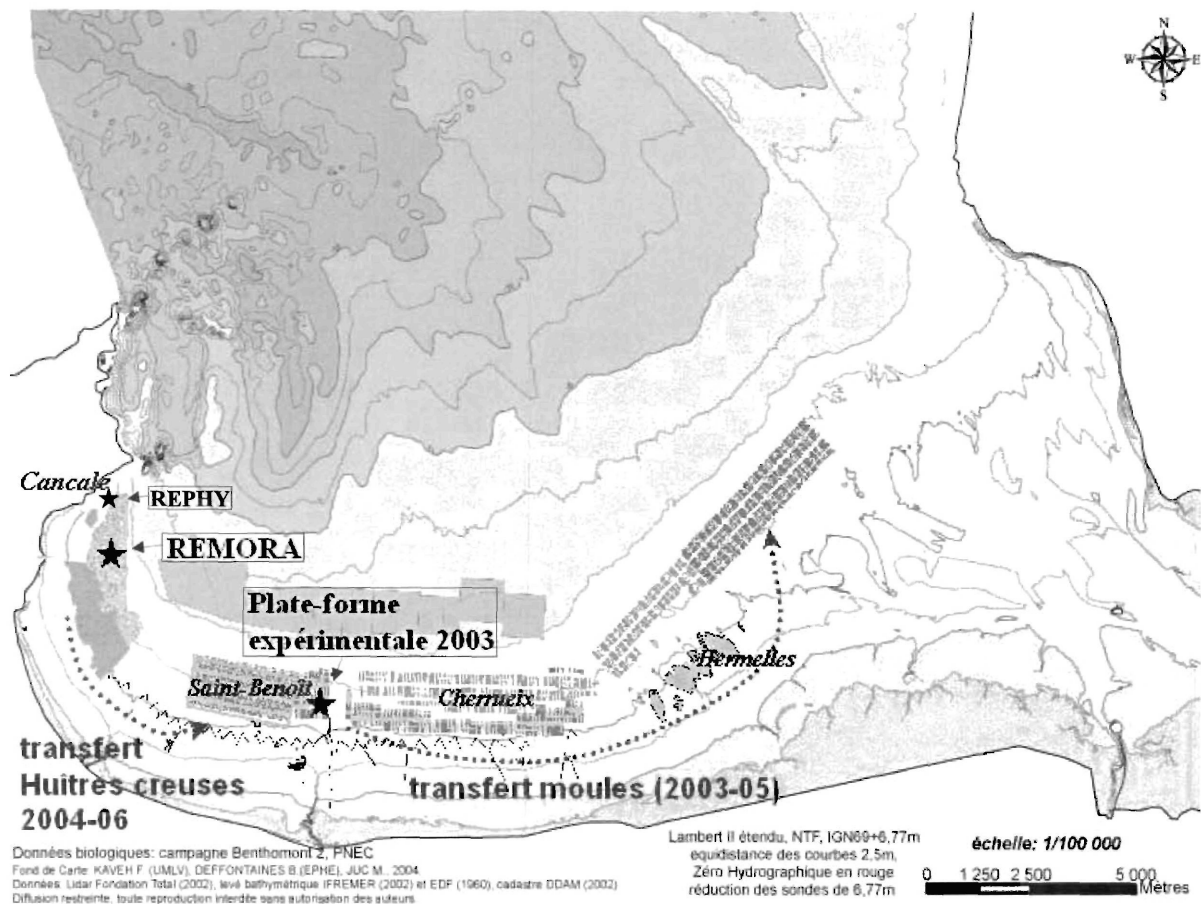 N
W E
S
Cancale
REPHY
REMORA
Plate-forme
expérimentale 2003
Saint-Benoît
Cherrueix
Hermelles
transfert
Huîtres creuses
2004-06
transfert moules (2003-05)
Données biologiques: campagne Benthomont 2, PNEC
Fond de Carte: KAVEH F. (UMLV), DEFFONTAINES B.(EPHE), JUC M., 2004
Données: Lidar Fondation Total (2002), levé bathymétrique IFREMER (2002) et EDF (1960), cadastre DDAM (2002)
Diffusion restreinte, toute reproduction interdite sans autorisation des auteurs.
Lambert II étendu, NTF, IGN69+6,77m
équidistance des courbes 2,5m,
Zéro Hydrographique en rouge
réduction des sondes de 6,77m
échelle: 1/100 000
0 1 250 2 500 5 000
Mètres